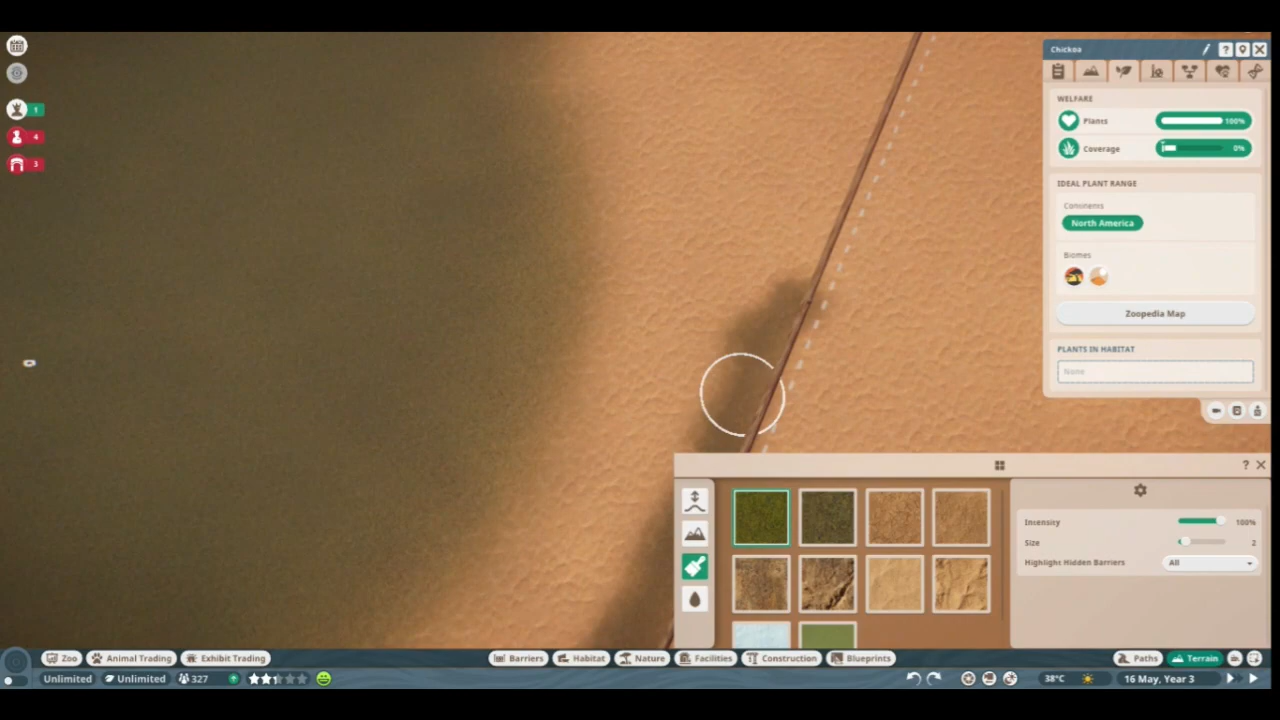 Chickoa
?
WELFARE
Plants 100%
Coverage 0%
IDEAL PLANT RANGE
Continents
North America
Biomes
Zoopedia Map
PLANTS IN HABITAT
None
1
4
3
?
Intensity 100%
Size 2
Highlight Hidden Barriers All
Zoo Animal Trading Exhibit Trading Barriers Habitat Nature Facilities Construction Blueprints Paths Terrain
Unlimited Unlimited 327 38°C 16 May, Year 3